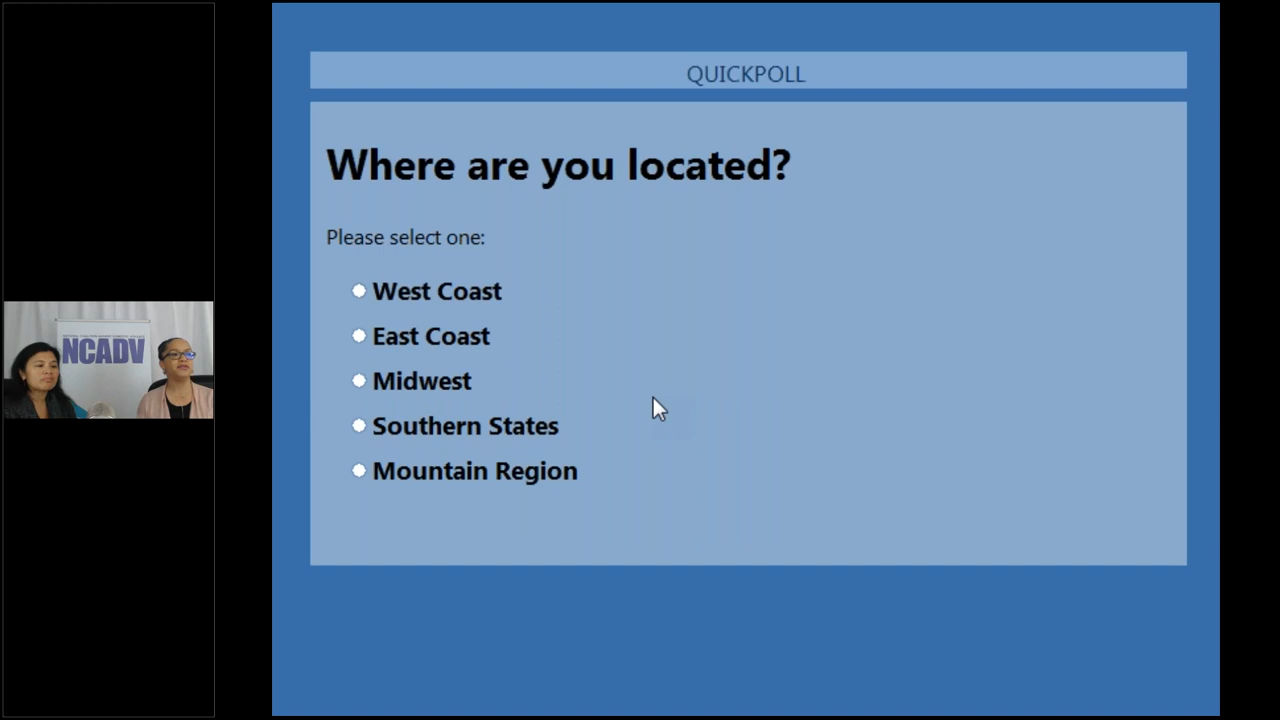 QUICKPOLL
Where are you located?
Please select one:
West Coast
East Coast
Midwest
Southern States
Mountain Region
NCADV